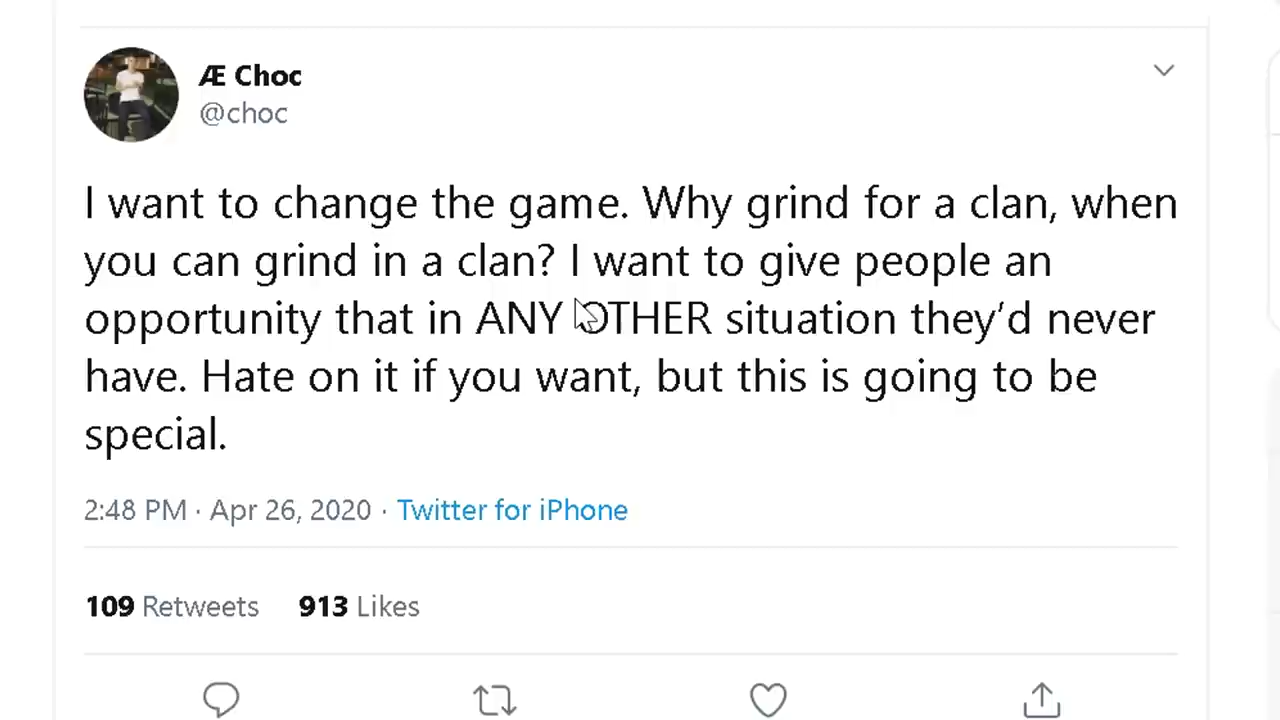 Æ Choc
@choc
I want to change the game. Why grind for a clan, when
you can grind in a clan? I want to give people an
opportunity that in ANY OTHER situation they’d never
have. Hate on it if you want, but this is going to be
special.
2:48 PM · Apr 26, 2020 · Twitter for iPhone
109 Retweets 913 Likes